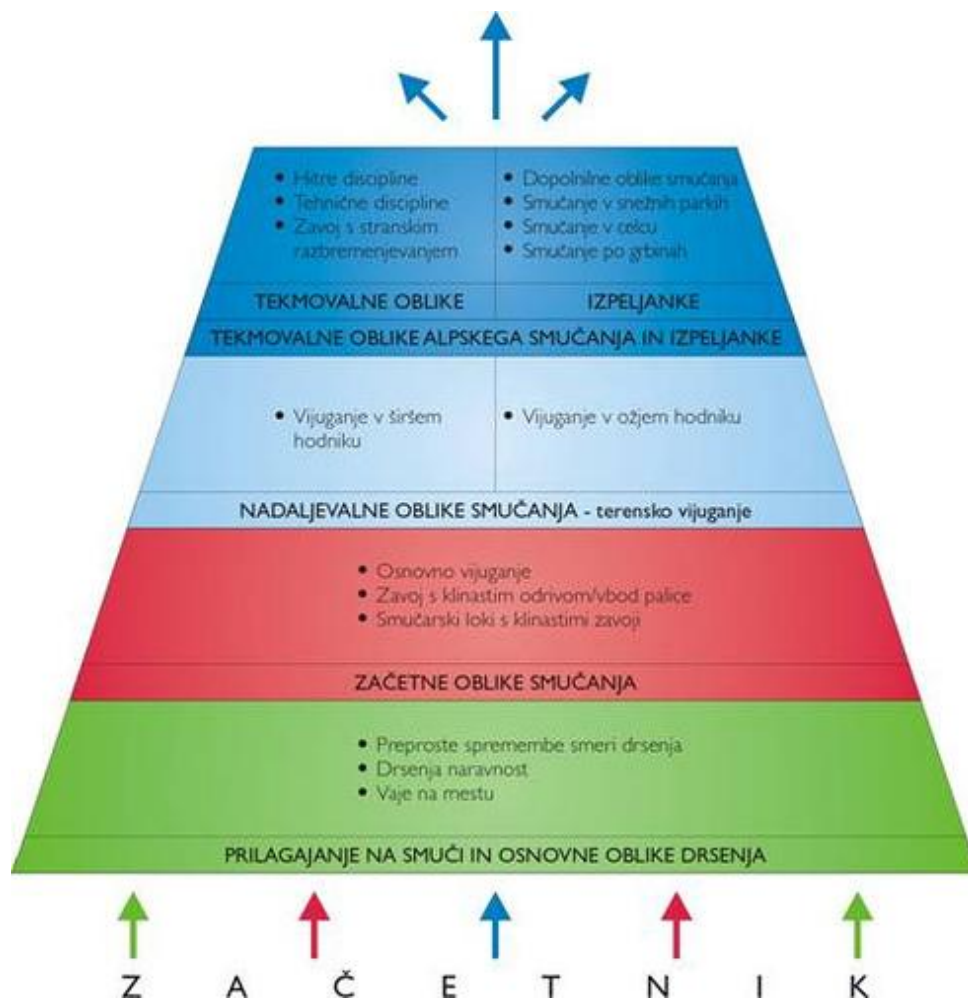 • Hitre discipline
• Tehnične discipline
• Zavoj s stranskim
razbremenjevanjem
• Dopolnilne oblike smučanja
• Smučanje v snežnih parkih
• Smučanje v celcu
• Smučanje po grbinah
TEKMOVALNE OBLIKE
IZPELJANKE
TEKMOVALNE OBLIKE ALPSKEGA SMUČANJA IN IZPELJANKE
• Vijuganje v širšem
hodniku
• Vijuganje v ožjem hodniku
NADALJEVALNE OBLIKE SMUČANJA - terensko vijuganje
• Osnovno vijuganje
• Zavoj s klinastim odrivom/vbod palice
• Smučarski loki s klinastimi zavoji
ZAČETNE OBLIKE SMUČANJA
• Preproste spremembe smeri drsenja
• Drsenja naravnost
• Vaje na mestu
PRILAGAJANJE NA SMUČI IN OSNOVNE OBLIKE DRSENJA
Z A Č E T N I K